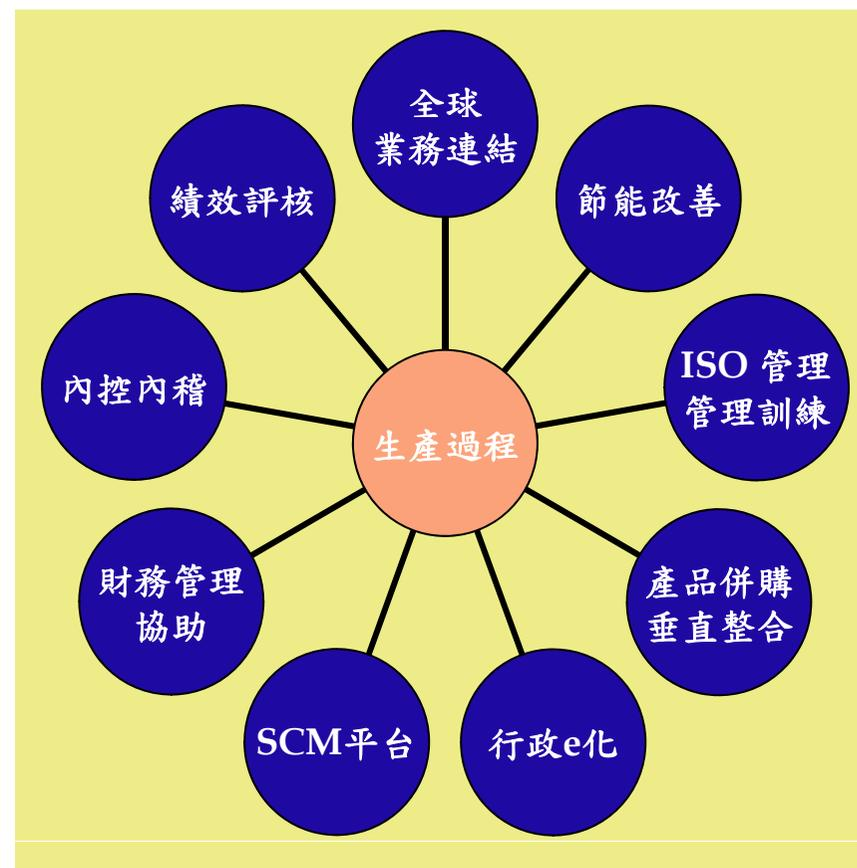 全球
業務連結
節能改善
ISO 管理
管理訓練
產品併購
垂直整合
行政e化
SCM平台
財務管理
協助
內控內稽
績效評核
生產過程